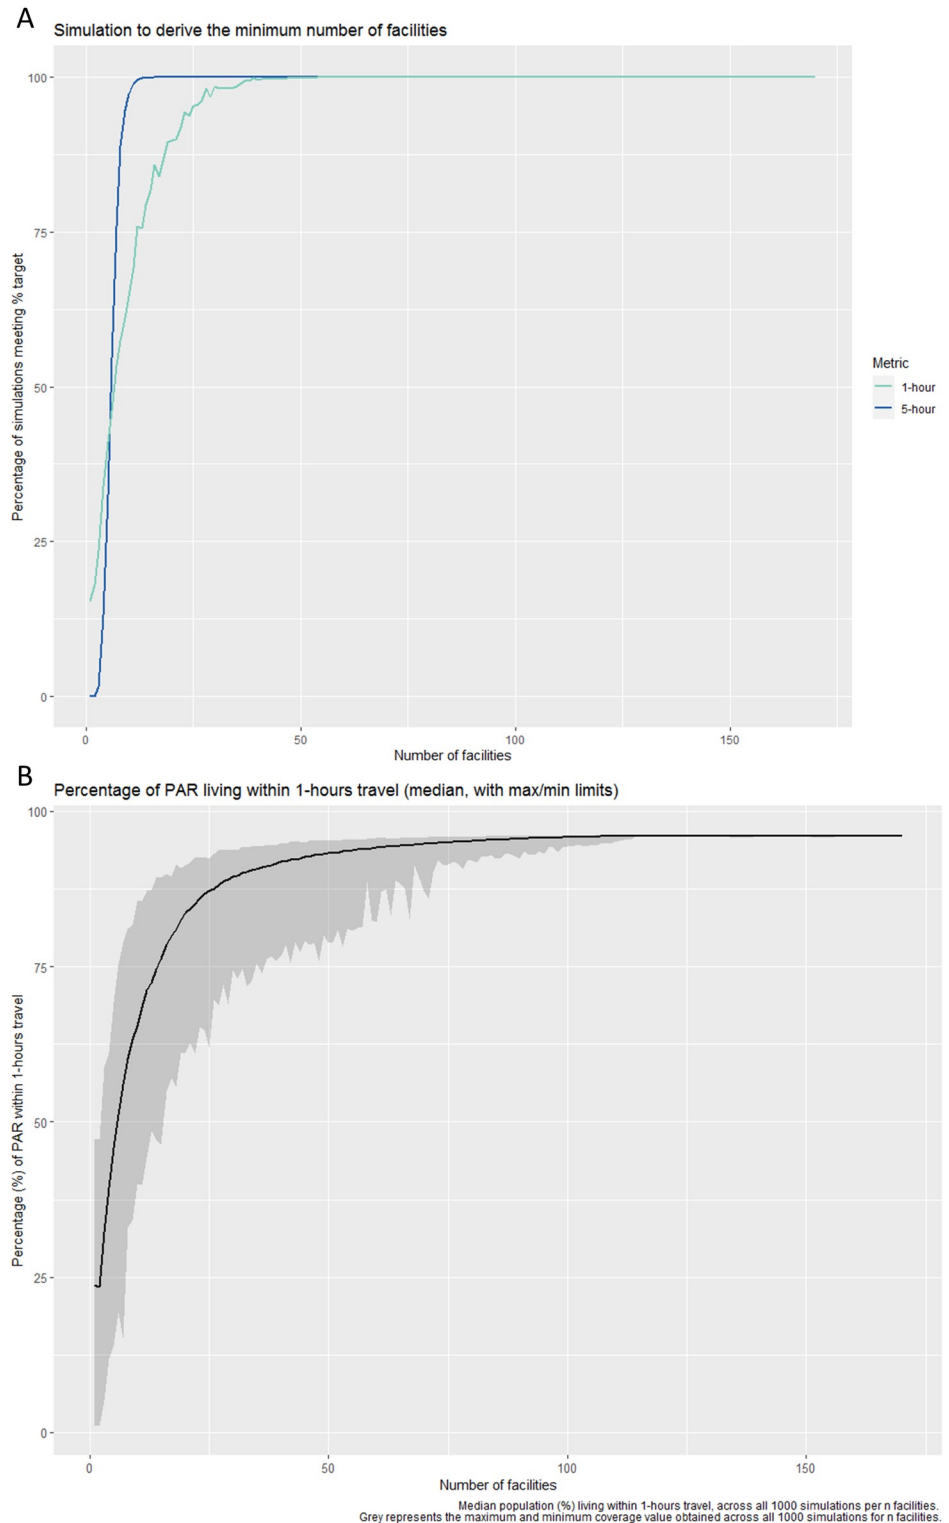 A
Simulation to derive the minimum number of facilities
Percentage of simulations meeting % target
100
75
50
25
0
0 50 100 150
Number of facilities
Metric
1-hour
5-hour
B
Percentage of PAR living within 1-hours travel (median, with max/min limits)
Percentage (%) of PAR within 1-hours travel
100
75
50
25
0
0 50 100 150
Number of facilities
Median population (%) living within 1-hours travel, across all 1000 simulations per n facilities.
Grey represents the maximum and minimum coverage value obtained across all 1000 simulations for n facilities.